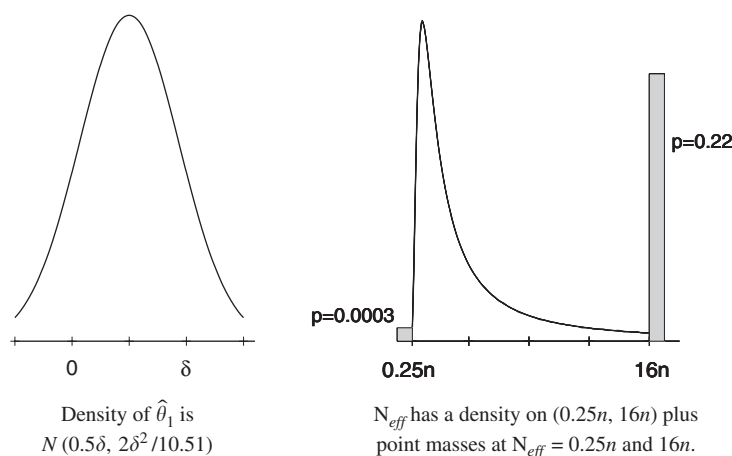 p=0.22
p=0.0003
0 δ
0.25n 16n
Density of θ̂₁ is
N (0.5δ, 2δ² /10.51)
N_eff has a density on (0.25n, 16n) plus
point masses at N_eff = 0.25n and 16n.